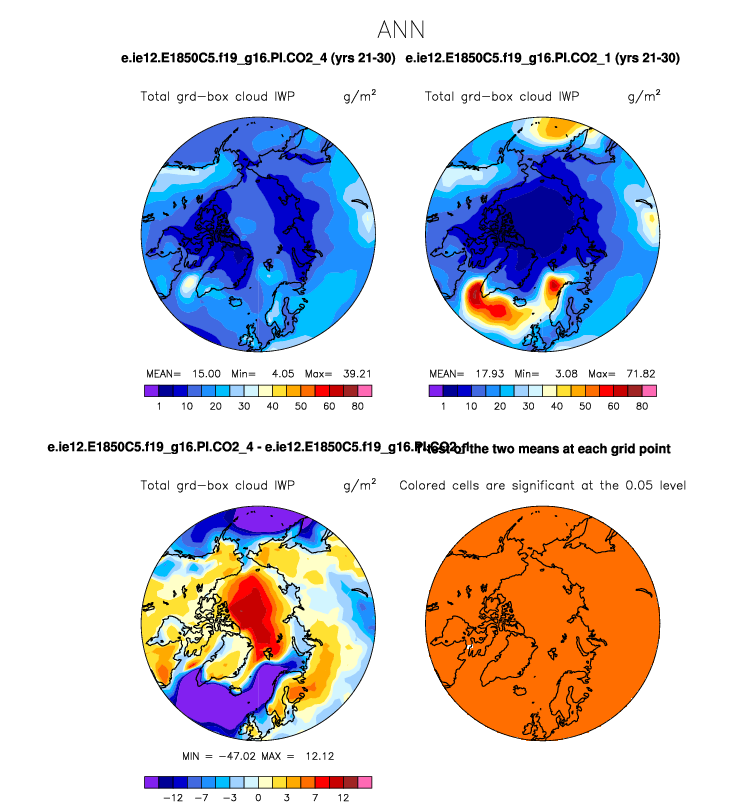 ANN
e.ie12.E1850C5.f19_g16.PI.CO2_4 (yrs 21-30) e.ie12.E1850C5.f19_g16.PI.CO2_1 (yrs 21-30)
Total grd-box cloud IWP g/m² Total grd-box cloud IWP g/m²
MEAN= 15.00 Min= 4.05 Max= 39.21 MEAN= 17.93 Min= 3.08 Max= 71.82
1 10 20 30 40 50 60 80 1 10 20 30 40 50 60 80
e.ie12.E1850C5.f19_g16.PI.CO2_4 - e.ie12.E1850C5.f19_g16.PI.CO2_1 T-test of the two means at each grid point
Total grd-box cloud IWP g/m² Colored cells are significant at the 0.05 level
MIN = -47.02 MAX = 12.12
-12 -7 -3 0 3 7 12